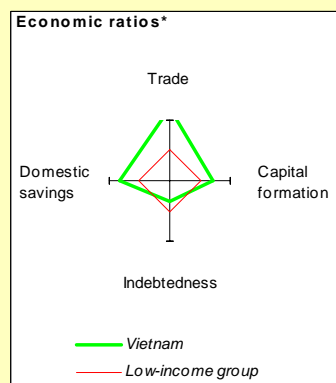 Economic ratios*
Trade
Domestic
savings
Capital
formation
Indebtedness
Vietnam
Low-income group